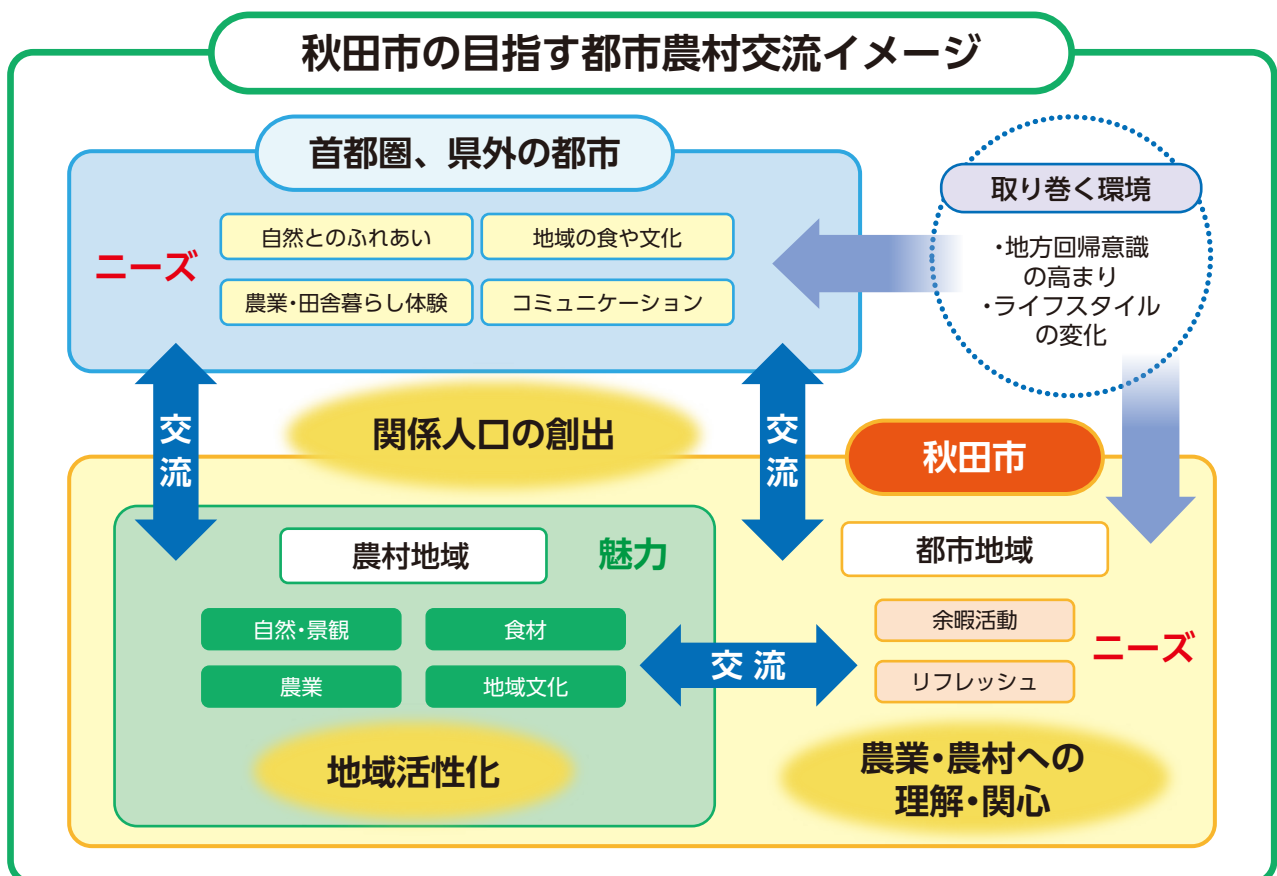 秋田市の目指す都市農村交流イメージ
首都圏、県外の都市
ニーズ
自然とのふれあい
地域の食や文化
農業・田舎暮らし体験
コミュニケーション
取り巻く環境
・地方回帰意識
の高まり
・ライフスタイル
の変化
交流
関係人口の創出
交流
秋田市
農村地域
魅力
自然・景観
食材
農業
地域文化
地域活性化
交流
都市地域
余暇活動
リフレッシュ
ニーズ
農業・農村への
理解・関心